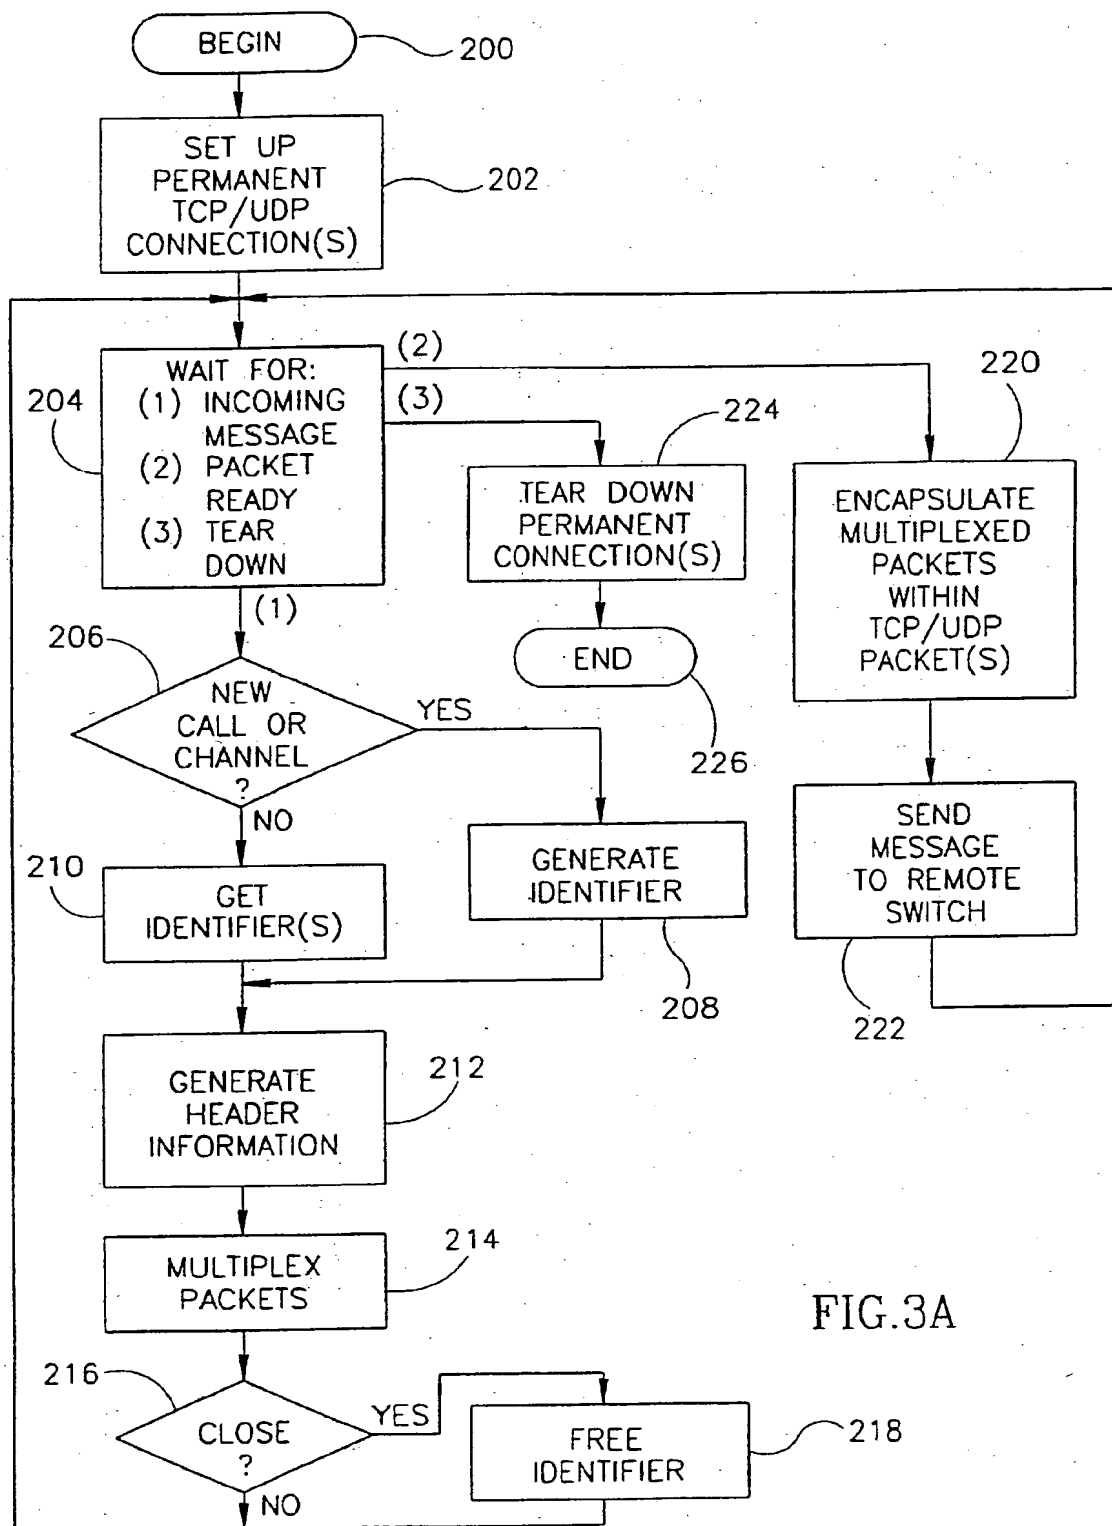 BEGIN
200
SET UP
PERMANENT
TCP/UDP
CONNECTION(S)
202
WAIT FOR:
(1) INCOMING
MESSAGE
(2) PACKET
READY
(3) TEAR
DOWN
204
(2)
(3)
(1)
220
224
TEAR DOWN
PERMANENT
CONNECTION(S)
ENCAPSULATE
MULTIPLEXED
PACKETS
WITHIN
TCP/UDP
PACKET(S)
END
226
206
NEW
CALL OR
CHANNEL
?
YES
NO
SEND
MESSAGE
TO REMOTE
SWITCH
222
210
GET
IDENTIFIER(S)
GENERATE
IDENTIFIER
208
GENERATE
HEADER
INFORMATION
212
MULTIPLEX
PACKETS
214
FIG.3A
216
CLOSE
?
YES
NO
FREE
IDENTIFIER
218